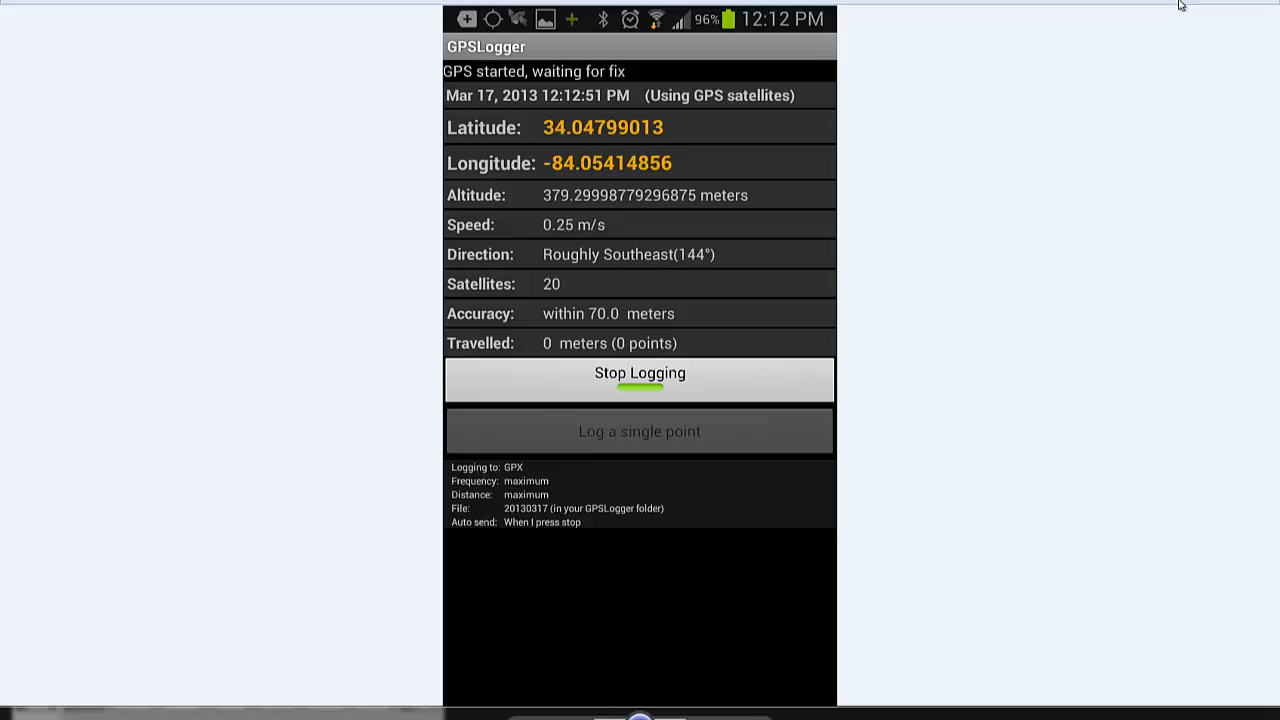 96% 12:12 PM
GPSLogger
GPS started, waiting for fix
Mar 17, 2013 12:12:51 PM (Using GPS satellites)
Latitude: 34.04799013
Longitude: -84.05414856
Altitude: 379.29998779296875 meters
Speed: 0.25 m/s
Direction: Roughly Southeast(144°)
Satellites: 20
Accuracy: within 70.0 meters
Travelled: 0 meters (0 points)
Stop Logging
Log a single point
Logging to: GPX
Frequency: maximum
Distance: maximum
File: 20130317 (in your GPSLogger folder)
Auto send: When I press stop